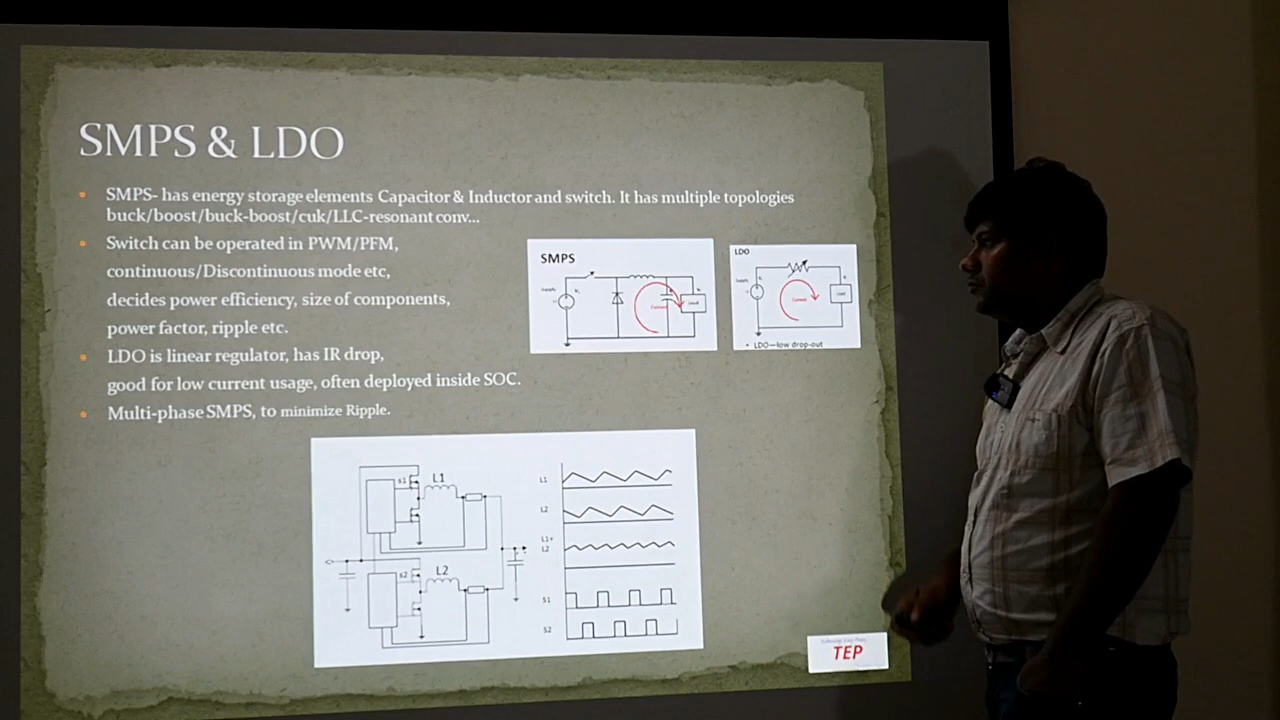 SMPS & LDO
• SMPS- has energy storage elements Capacitor & Inductor and switch. It has multiple topologies
buck/boost/buck-boost/cuk/LLC-resonant conv...
• Switch can be operated in PWM/PFM,
continuous/Discontinuous mode etc,
decides power efficiency, size of components,
power factor, ripple etc.
• LDO is linear regulator, has IR drop,
good for low current usage, often deployed inside SOC.
• Multi-phase SMPS, to minimize Ripple.
SMPS
LDO
Current
• LDO—low drop-out
s1
L1
s2
L2
L1
L2
L1+
L2
S1
S2
TEP